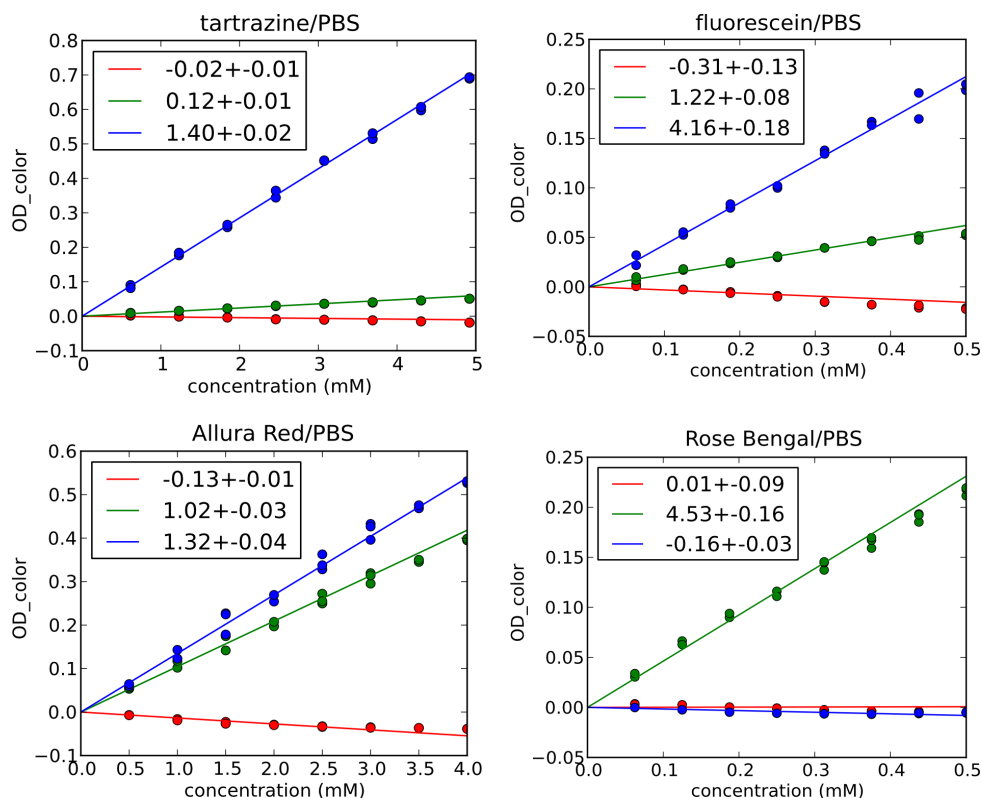 tartrazine/PBS
0.8
0.7
0.6
0.5
0.4
0.3
0.2
0.1
0.0
−0.1
OD_color
-0.02+-0.01
0.12+-0.01
1.40+-0.02
0 1 2 3 4 5
concentration (mM)
fluorescein/PBS
0.25
0.20
0.15
0.10
0.05
0.00
−0.05
OD_color
-0.31+-0.13
1.22+-0.08
4.16+-0.18
0.0 0.1 0.2 0.3 0.4 0.5
concentration (mM)
Allura Red/PBS
0.6
0.5
0.4
0.3
0.2
0.1
0.0
−0.1
OD_color
-0.13+-0.01
1.02+-0.03
1.32+-0.04
0.0 0.5 1.0 1.5 2.0 2.5 3.0 3.5 4.0
concentration (mM)
Rose Bengal/PBS
0.25
0.20
0.15
0.10
0.05
0.00
−0.05
OD_color
0.01+-0.09
4.53+-0.16
-0.16+-0.03
0.0 0.1 0.2 0.3 0.4 0.5
concentration (mM)